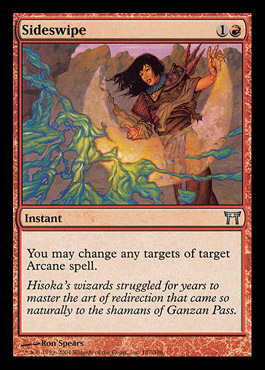 Sideswipe 1
Instant
You may change any targets of target
Arcane spell.
Hisoka's wizards struggled for years to
master the art of redirection that came so
naturally to the shamans of Ganzan Pass.
Ron Spears